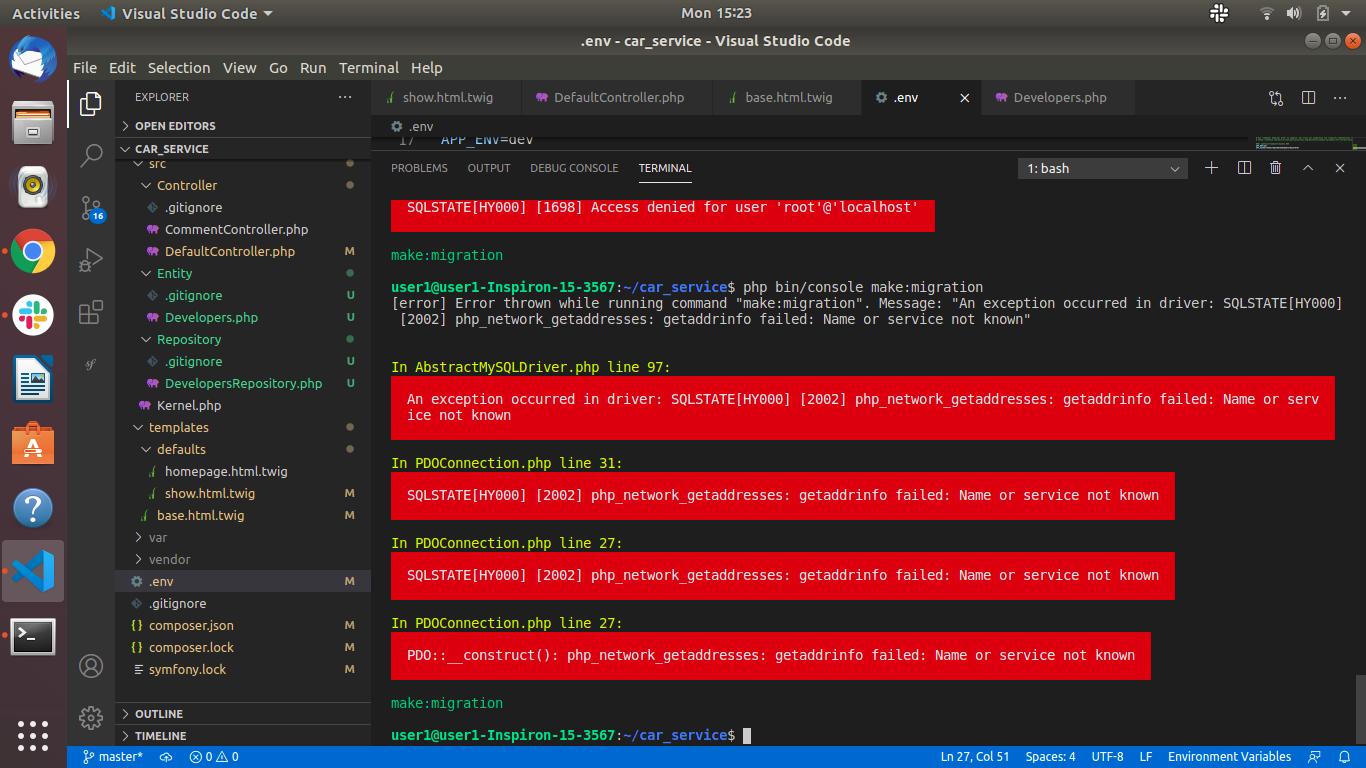 Activities
Visual Studio Code
Mon 15:23
.env - car_service - Visual Studio Code
File Edit Selection View Go Run Terminal Help
EXPLORER
OPEN EDITORS
CAR_SERVICE
src
Controller
.gitignore
CommentController.php
DefaultController.php M
Entity
.gitignore U
Developers.php U
Repository
.gitignore U
DevelopersRepository.php U
Kernel.php
templates
defaults
homepage.html.twig
show.html.twig M
base.html.twig M
var
vendor
.env M
.gitignore
composer.json M
composer.lock M
symfony.lock M
OUTLINE
TIMELINE
16
show.html.twig
DefaultController.php
base.html.twig
.env
Developers.php
.env
17 APP_ENV=dev
PROBLEMS OUTPUT DEBUG CONSOLE TERMINAL
1: bash
SQLSTATE[HY000] [1698] Access denied for user 'root'@'localhost'
make:migration
user1@user1-Inspiron-15-3567:~/car_service$ php bin/console make:migration
[error] Error thrown while running command "make:migration". Message: "An exception occurred in driver: SQLSTATE[HY000]
[2002] php_network_getaddresses: getaddrinfo failed: Name or service not known"
In AbstractMySQLDriver.php line 97:
An exception occurred in driver: SQLSTATE[HY000] [2002] php_network_getaddresses: getaddrinfo failed: Name or serv
ice not known
In PDOConnection.php line 31:
SQLSTATE[HY000] [2002] php_network_getaddresses: getaddrinfo failed: Name or service not known
In PDOConnection.php line 27:
SQLSTATE[HY000] [2002] php_network_getaddresses: getaddrinfo failed: Name or service not known
In PDOConnection.php line 27:
PDO::__construct(): php_network_getaddresses: getaddrinfo failed: Name or service not known
make:migration
user1@user1-Inspiron-15-3567:~/car_service$
master* 0 0
Ln 27, Col 51 Spaces: 4 UTF-8 LF Environment Variables